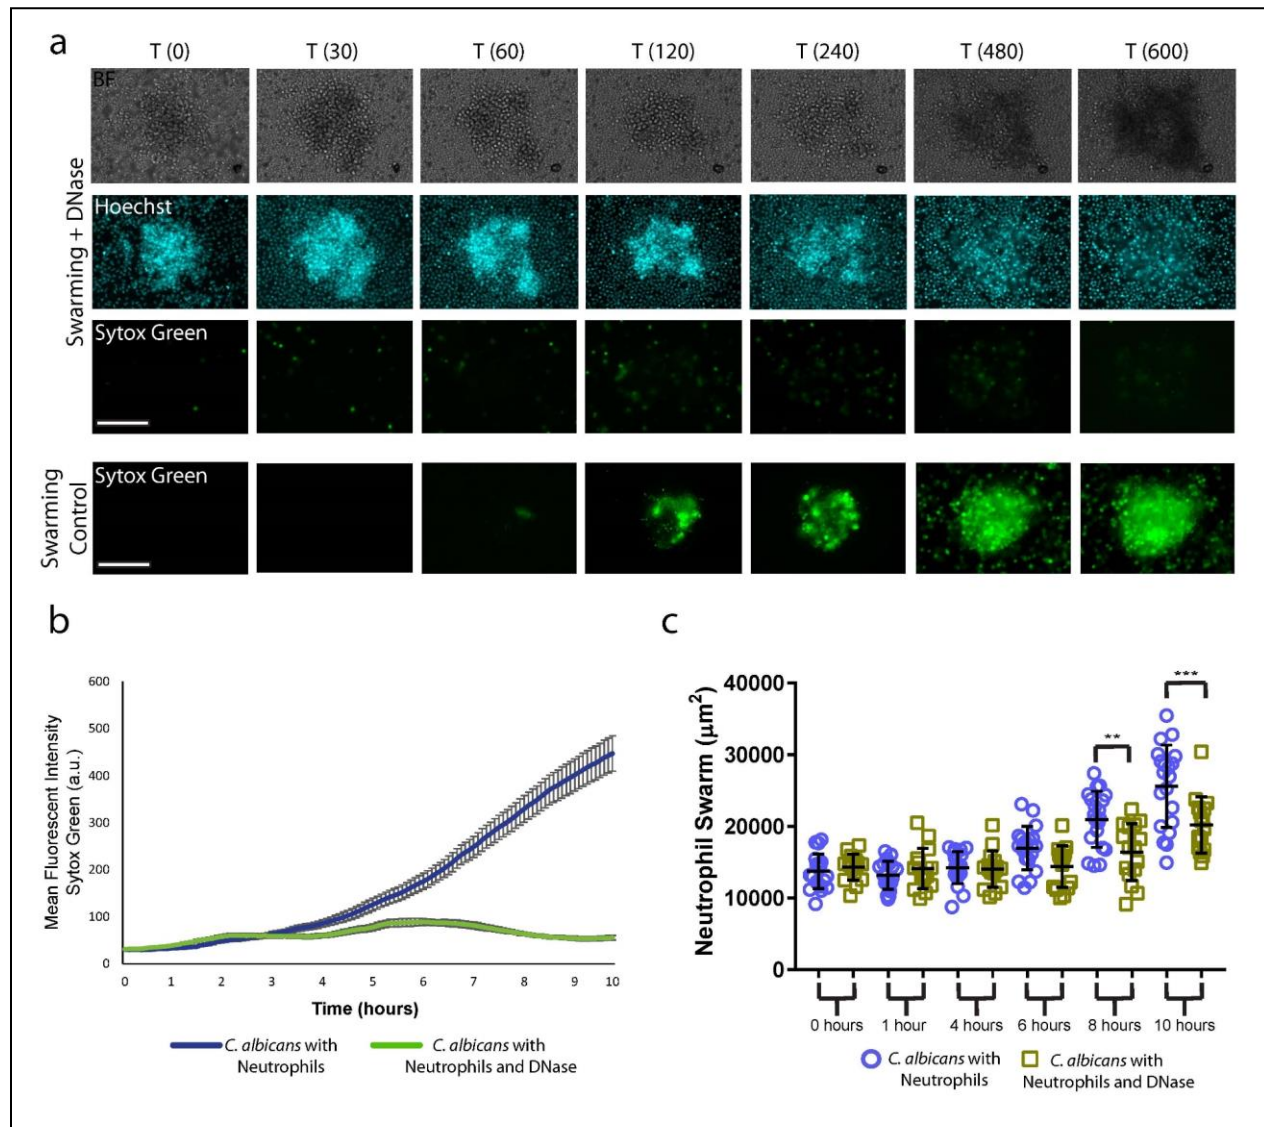 a
T (0) T (30) T (60) T (120) T (240) T (480) T (600)
Swarming + DNase
BF
Hoechst
Sytox Green
Swarming
Control
Sytox Green
b
Mean Fluorescent Intensity
Sytox Green (a.u.)
600
500
400
300
200
100
0
0 1 2 3 4 5 6 7 8 9 10
Time (hours)
C. albicans with
Neutrophils
C. albicans with
Neutrophils and DNase
c
Neutrophil Swarm (μm²)
40000
30000
20000
10000
0
**
***
0 hours 1 hour 4 hours 6 hours 8 hours 10 hours
C. albicans with
Neutrophils
C. albicans with
Neutrophils and DNase